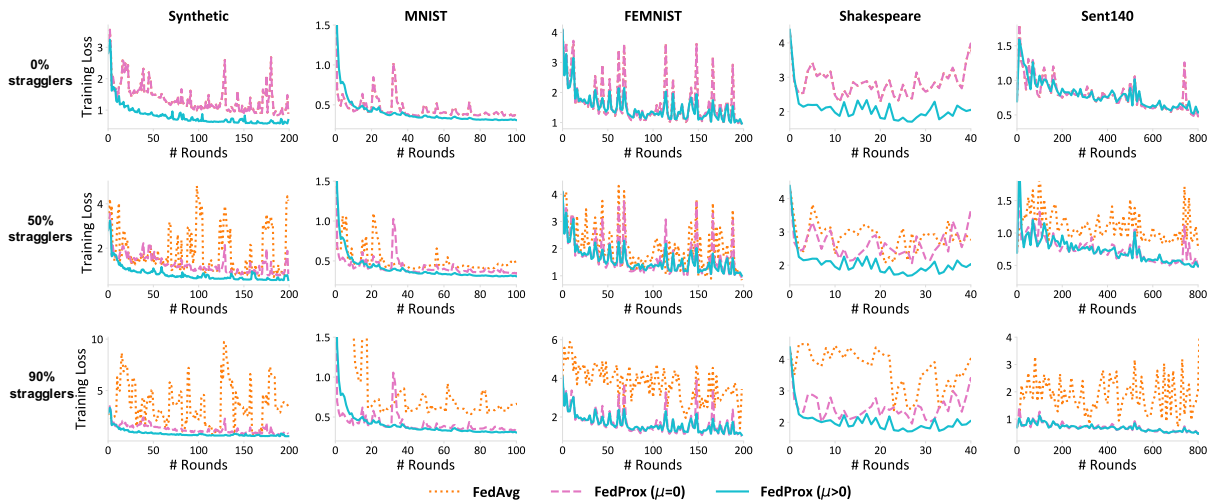 Synthetic MNIST FEMNIST Shakespeare Sent140
0% stragglers
Training Loss
3
2
1
0 50 100 150 200
# Rounds
1.5
1.0
0.5
0 20 40 60 80 100
# Rounds
4
3
2
1
0 50 100 150 200
# Rounds
4
3
2
0 10 20 30 40
# Rounds
1.5
1.0
0.5
0 200 400 600 800
# Rounds
50% stragglers
Training Loss
4
2
0 50 100 150 200
# Rounds
1.5
1.0
0.5
0 20 40 60 80 100
# Rounds
4
3
2
1
0 50 100 150 200
# Rounds
4
3
2
0 10 20 30 40
# Rounds
1.5
1.0
0.5
0 200 400 600 800
# Rounds
90% stragglers
Training Loss
10
5
0 50 100 150 200
# Rounds
1.5
1.0
0.5
0 20 40 60 80 100
# Rounds
6
4
2
0 50 100 150 200
# Rounds
4
3
2
0 10 20 30 40
# Rounds
4
3
2
1
0 200 400 600 800
# Rounds
FedAvg FedProx (μ=0) FedProx (μ>0)